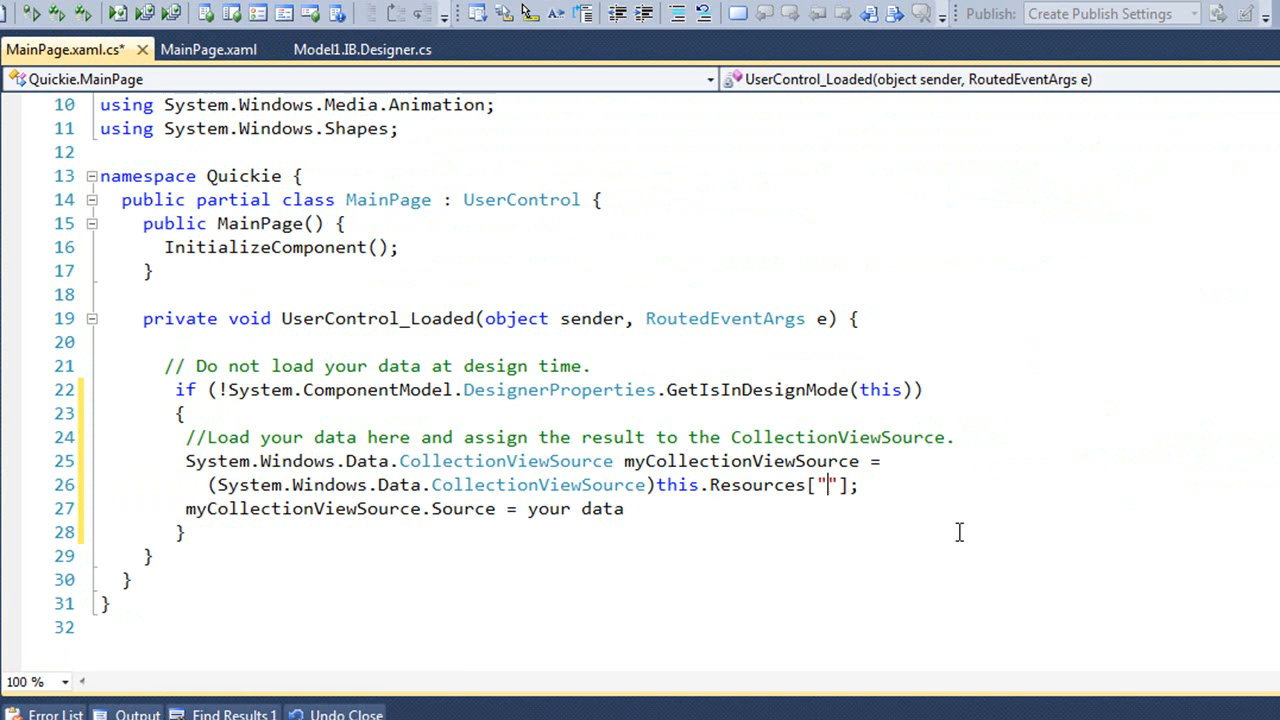 Publish: Create Publish Settings
MainPage.xaml.cs* MainPage.xaml Model1.IB.Designer.cs
Quickie.MainPage UserControl_Loaded(object sender, RoutedEventArgs e)
10 using System.Windows.Media.Animation;
11 using System.Windows.Shapes;
12
13 namespace Quickie {
14 public partial class MainPage : UserControl {
15 public MainPage() {
16 InitializeComponent();
17 }
18
19 private void UserControl_Loaded(object sender, RoutedEventArgs e) {
20
21 // Do not load your data at design time.
22 if (!System.ComponentModel.DesignerProperties.GetIsInDesignMode(this))
23 {
24 //Load your data here and assign the result to the CollectionViewSource.
25 System.Windows.Data.CollectionViewSource myCollectionViewSource =
26 (System.Windows.Data.CollectionViewSource)this.Resources[""];
27 myCollectionViewSource.Source = your data
28 }
29 }
30 }
31 }
32
100 %
Error List Output Find Results 1 Undo Close